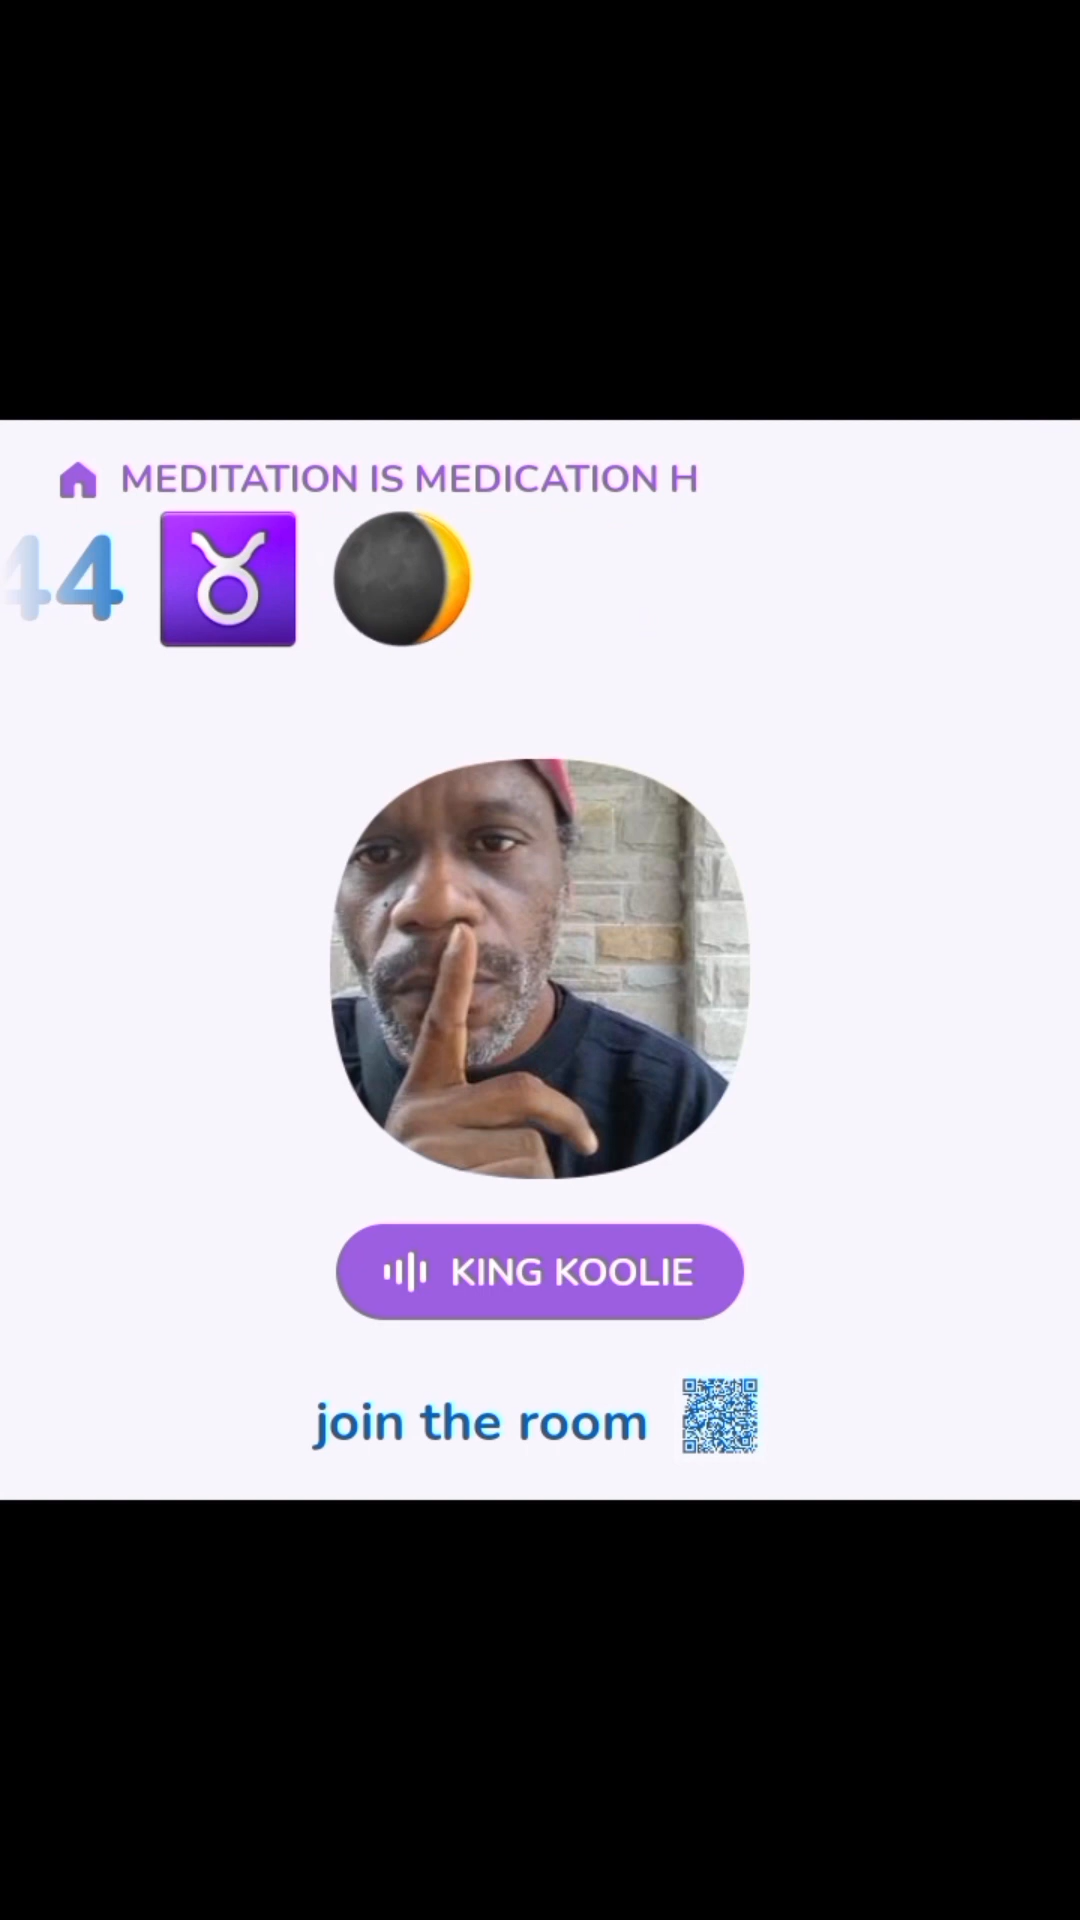 MEDITATION IS MEDICATION H
44 ♉ 🌒
KING KOOLIE
join the room